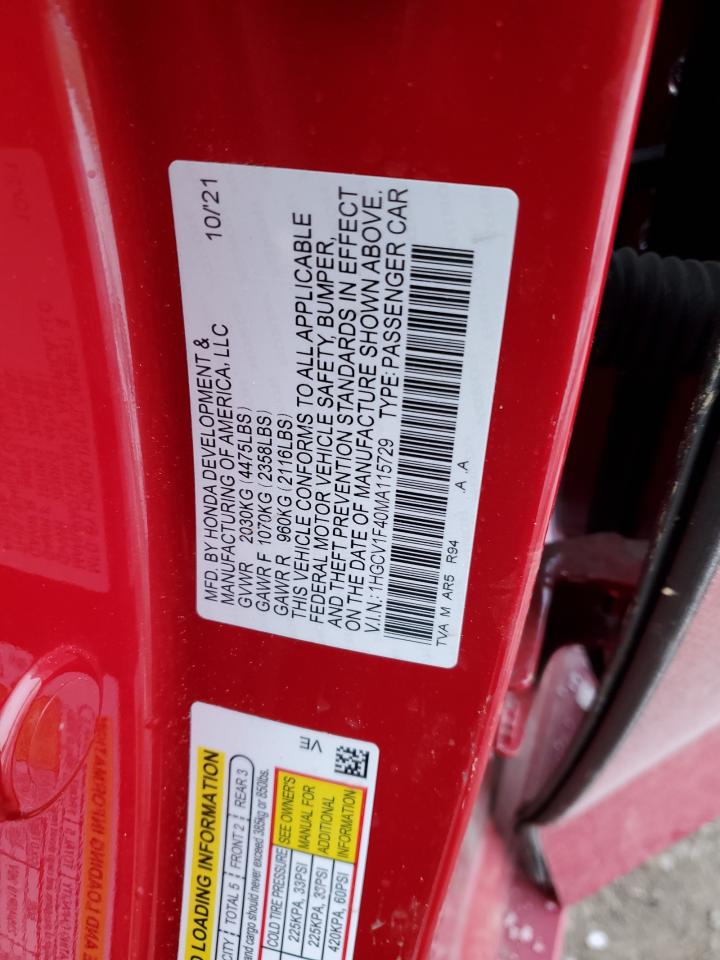 MFD. BY HONDA DEVELOPMENT &
MANUFACTURING OF AMERICA, LLC 10/'21
GVWR 2030KG (4475LBS)
GAWR F 1070KG (2358LBS)
GAWR R 960KG (2116LBS)
THIS VEHICLE CONFORMS TO ALL APPLICABLE
FEDERAL MOTOR VEHICLE SAFETY, BUMPER,
AND THEFT PREVENTION STANDARDS IN EFFECT
ON THE DATE OF MANUFACTURE SHOWN ABOVE.
V.I.N.: 1HGCV1F40MA115729 TYPE: PASSENGER CAR
TVA M AR5 R94 .A .A
LOADING INFORMATION
TOTAL 5 FRONT 2 REAR 3
and cargo should never exceed 385kg or 850lbs.
COLD TIRE PRESSURE SEE OWNER'S
225KPA, 33PSI MANUAL FOR
225KPA, 33PSI ADDITIONAL
420KPA, 60PSI INFORMATION